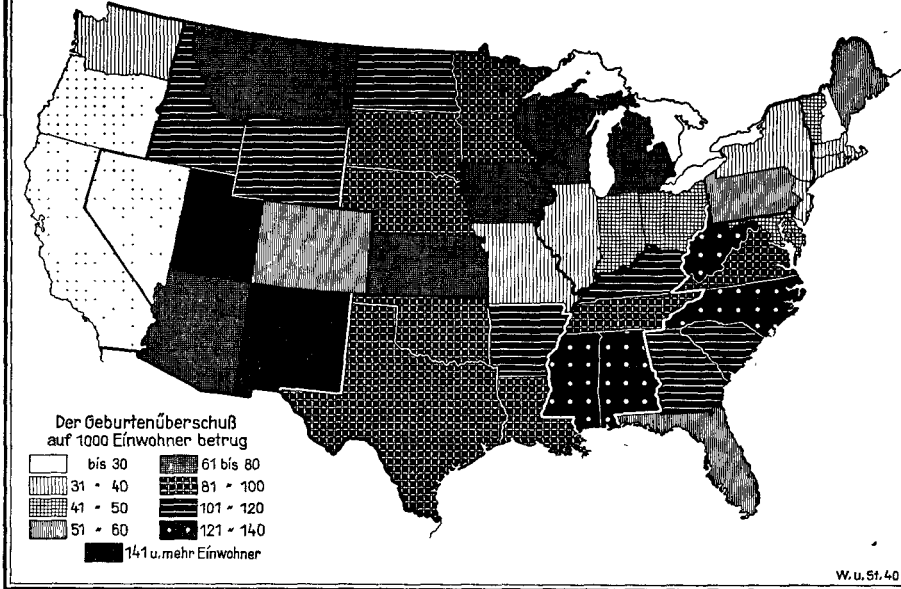 Der Geburtenüberschuß
auf 1000 Einwohner betrug
bis 30
31 " 40
41 " 50
51 " 60
61 bis 80
81 " 100
101 " 120
121 " 140
141 u. mehr Einwohner
W. u. St. 40